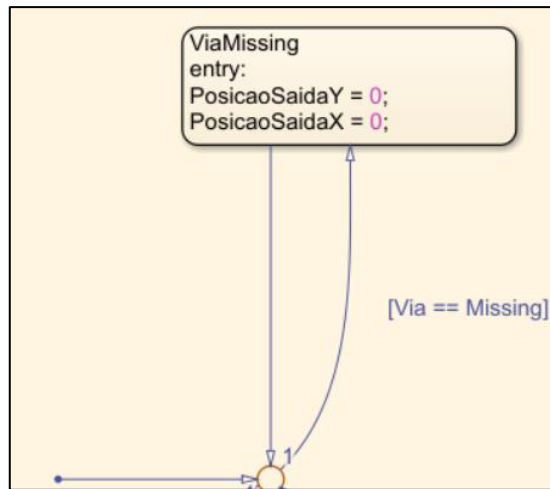 ViaMissing
entry:
PosicaoSaidaY = 0;
PosicaoSaidaX = 0;
[Via == Missing]
1